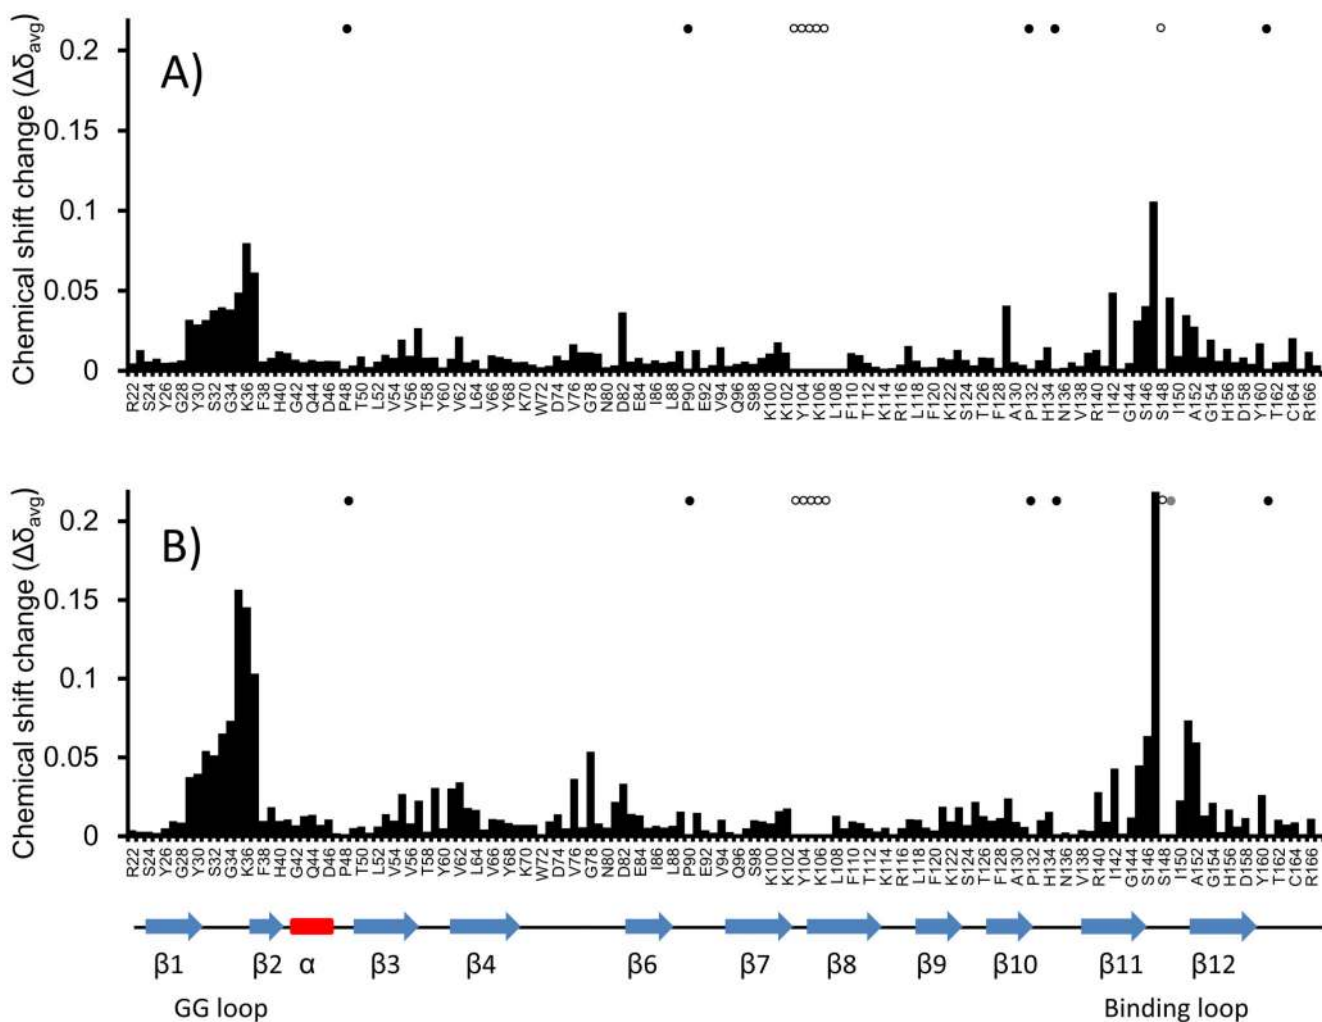 A)
Chemical shift change (Δδavg)
0.2
0.15
0.1
0.05
0
R22 S24 Y26 G28 Y30 S32 G34 K36 F38 H40 G42 Q44 D46 P48 T50 L52 V54 V56 T58 Y60 V62 L64 V66 Y68 K70 W72 D74 V76 G78 N80 D82 E84 I86 L88 P90 E92 V94 Q96 S98 K100 K102 Y104 K106 L108 F110 T112 K114 R116 L118 F120 K122 S124 T126 F128 A130 P132 H134 N136 V138 R140 I142 G144 S146 S148 I150 A152 G154 H156 D158 Y160 T162 C164 R166
B)
Chemical shift change (Δδavg)
0.2
0.15
0.1
0.05
0
R22 S24 Y26 G28 Y30 S32 G34 K36 F38 H40 G42 Q44 D46 P48 T50 L52 V54 V56 T58 Y60 V62 L64 V66 Y68 K70 W72 D74 V76 G78 N80 D82 E84 I86 L88 P90 E92 V94 Q96 S98 K100 K102 Y104 K106 L108 F110 T112 K114 R116 L118 F120 K122 S124 T126 F128 A130 P132 H134 N136 V138 R140 I142 G144 S146 S148 I150 A152 G154 H156 D158 Y160 T162 C164 R166
β1 β2 α β3 β4 β6 β7 β8 β9 β10 β11 β12
GG loop Binding loop